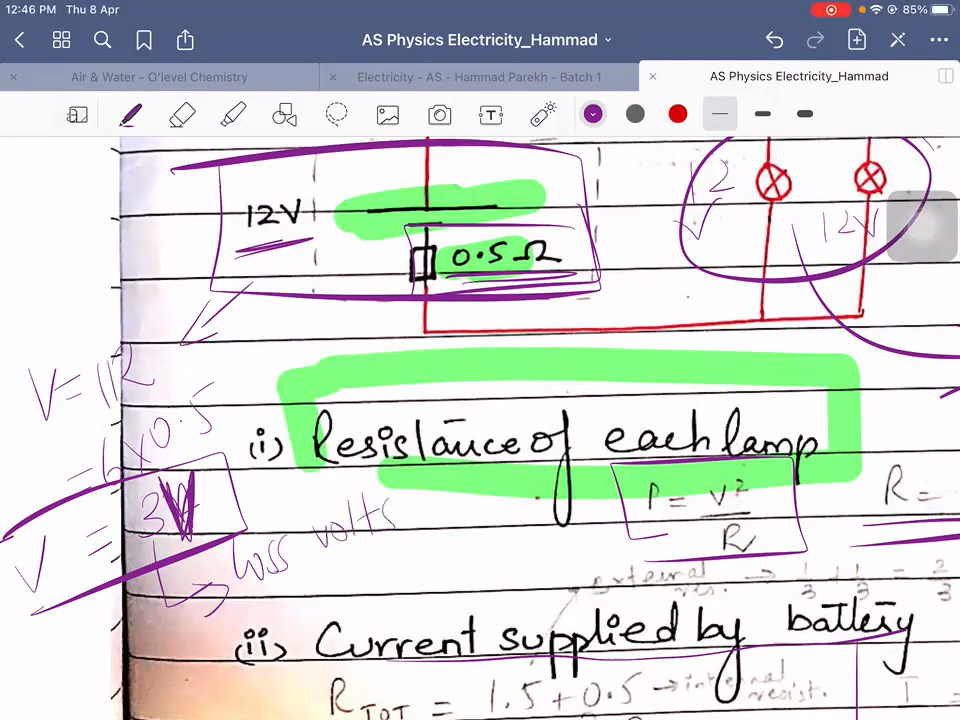 12:46 PM Thu 8 Apr
85%
AS Physics Electricity_Hammad
Air & Water - O'level Chemistry
Electricity - AS - Hammad Parekh - Batch 1
AS Physics Electricity_Hammad
12V
0.5Ω
12
V
12V
V = IR
= 6 x 0.5
V = 3V
loss volts
(i) Resistance of each lamp
P = V²/R
R =
external res. → 1/3 + 1/3 = 2/3
(ii) Current supplied by battery
R_TOT = 1.5 + 0.5 → internal resist.
I =